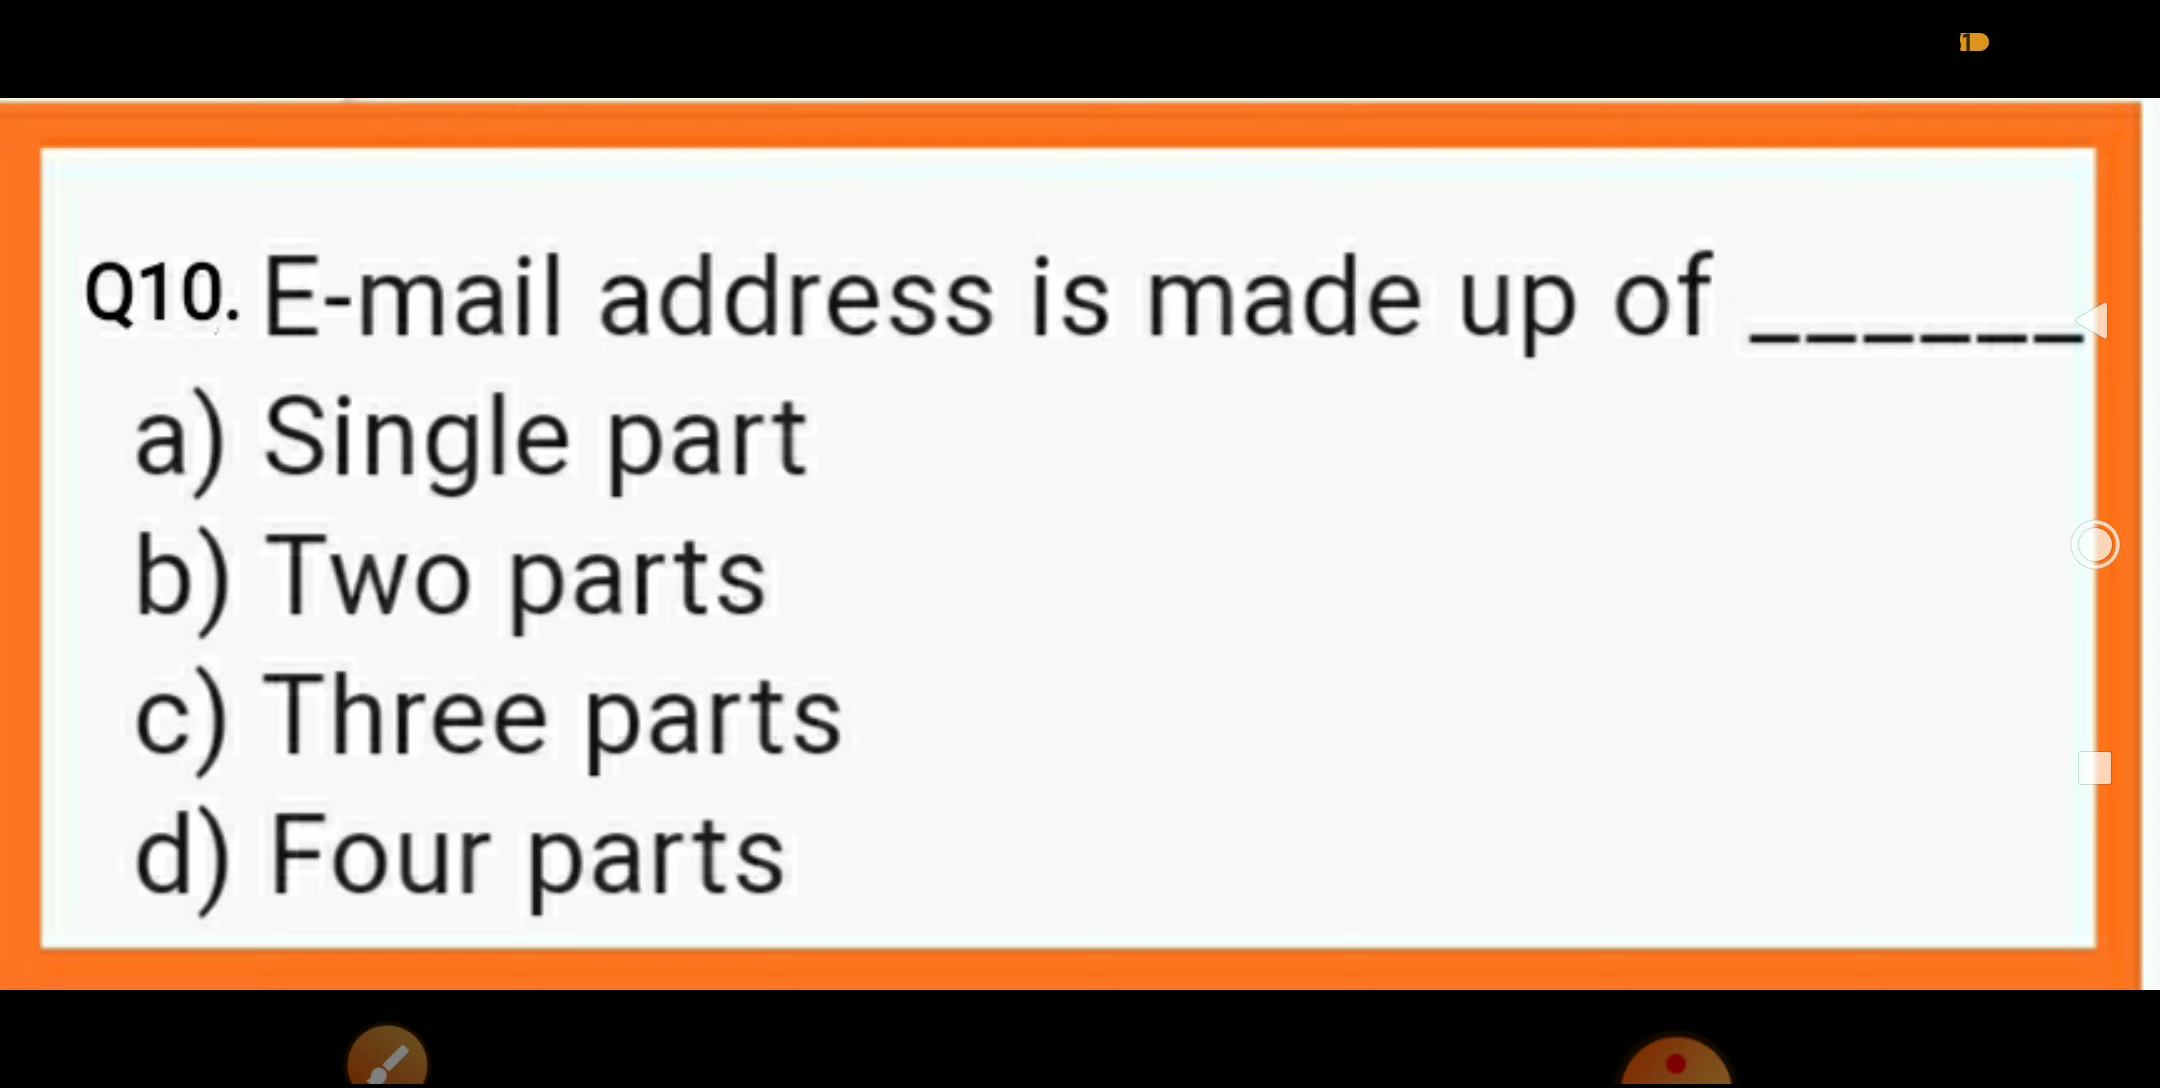 Q10. E-mail address is made up of ______
a) Single part
b) Two parts
c) Three parts
d) Four parts